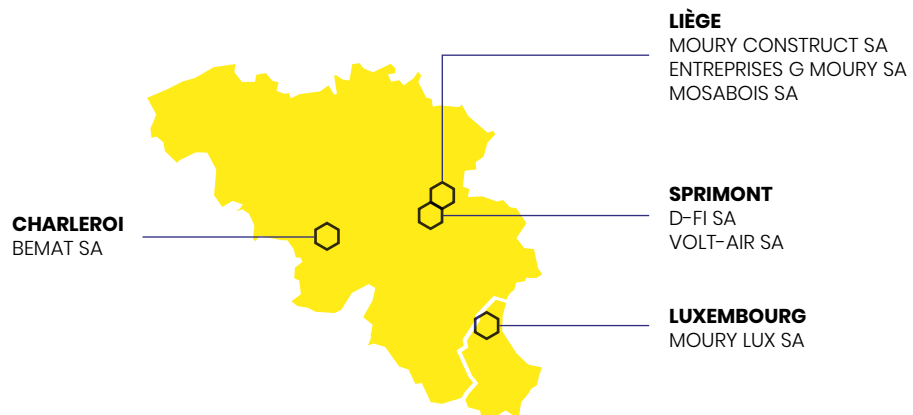 LIÈGE
MOURY CONSTRUCT SA
ENTREPRISES G MOURY SA
MOSABOIS SA
CHARLEROI
BEMAT SA
SPRIMONT
D-FI SA
VOLT-AIR SA
LUXEMBOURG
MOURY LUX SA